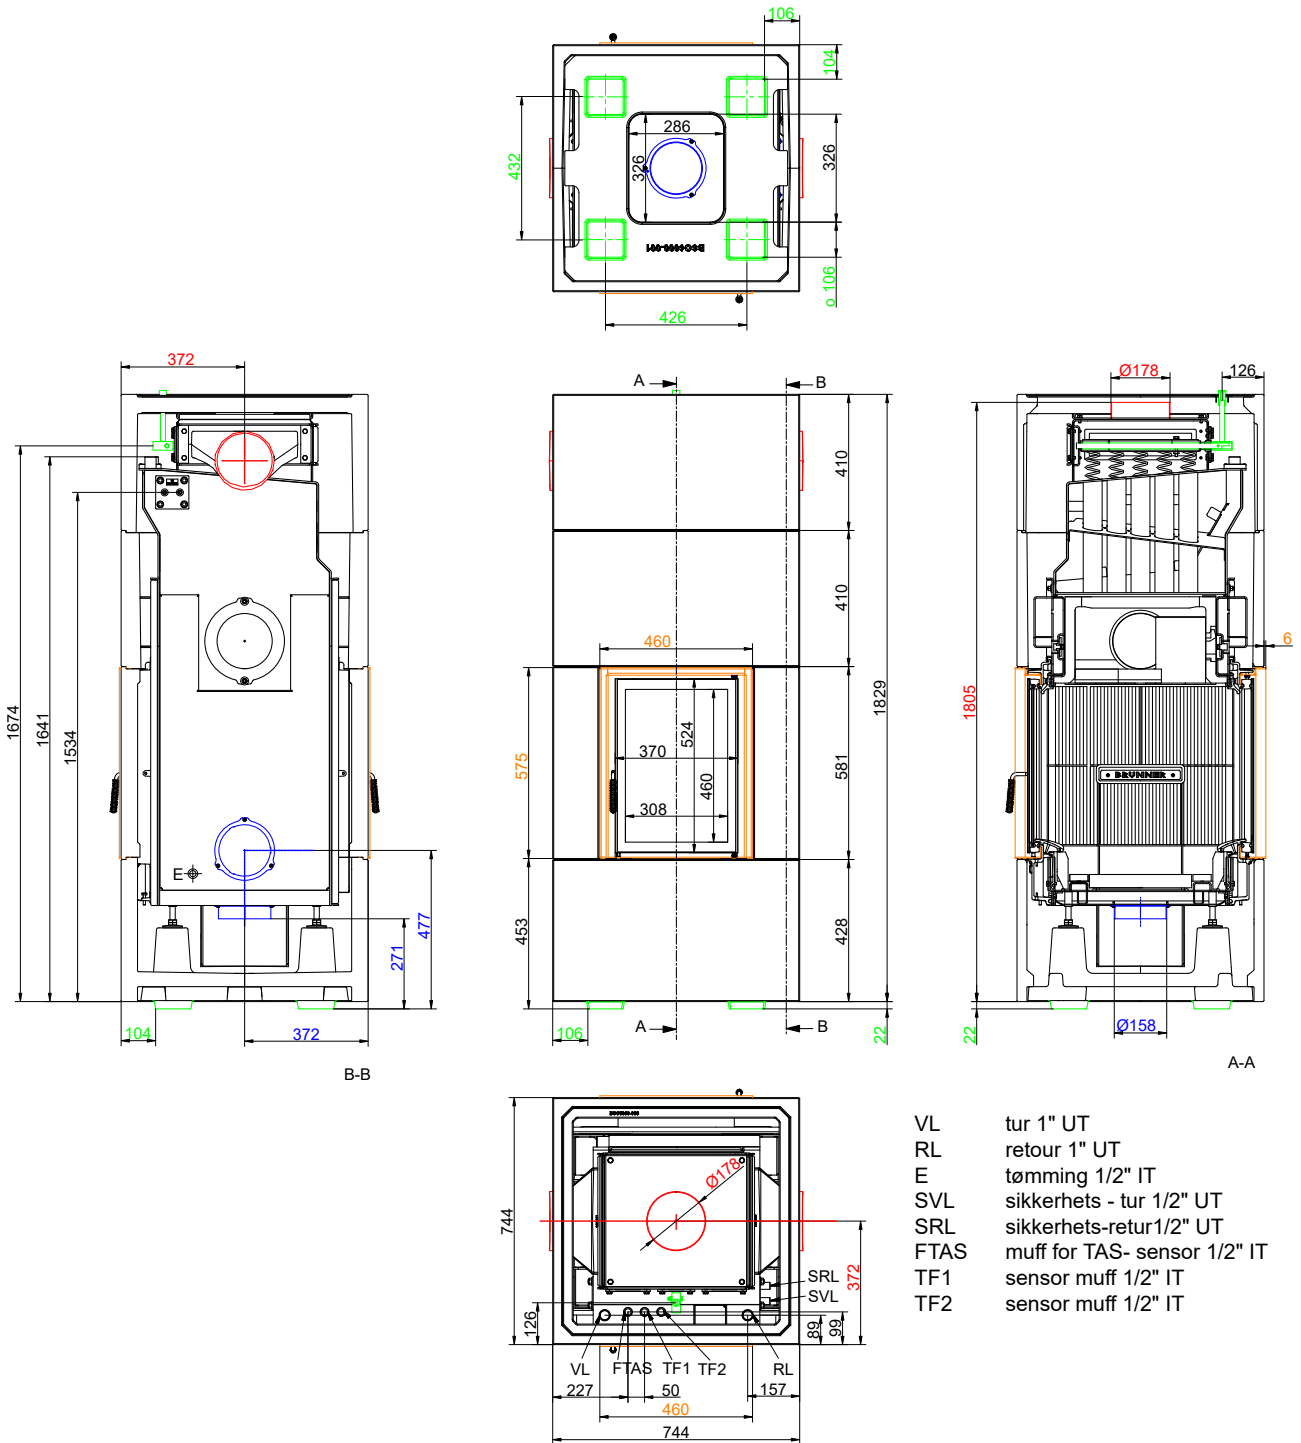 106
104
286
326
326
432
o 106
426
372
A
B
Ø178
126
410
410
460
6
1674
1641
1534
1829
1805
524
370
575
460
581
308
E
453
428
477
271
104
372
106
A
B
22
22
Ø158
B-B
A-A
Ø178
744
372
SRL
SVL
126
89
99
VL
FTAS
TF1
TF2
RL
227
50
157
460
744
VL tur 1" UT
RL retour 1" UT
E tømming 1/2" IT
SVL sikkerhets - tur 1/2" UT
SRL sikkerhets-retur1/2" UT
FTAS muff for TAS- sensor 1/2" IT
TF1 sensor muff 1/2" IT
TF2 sensor muff 1/2" IT
BRUNNER